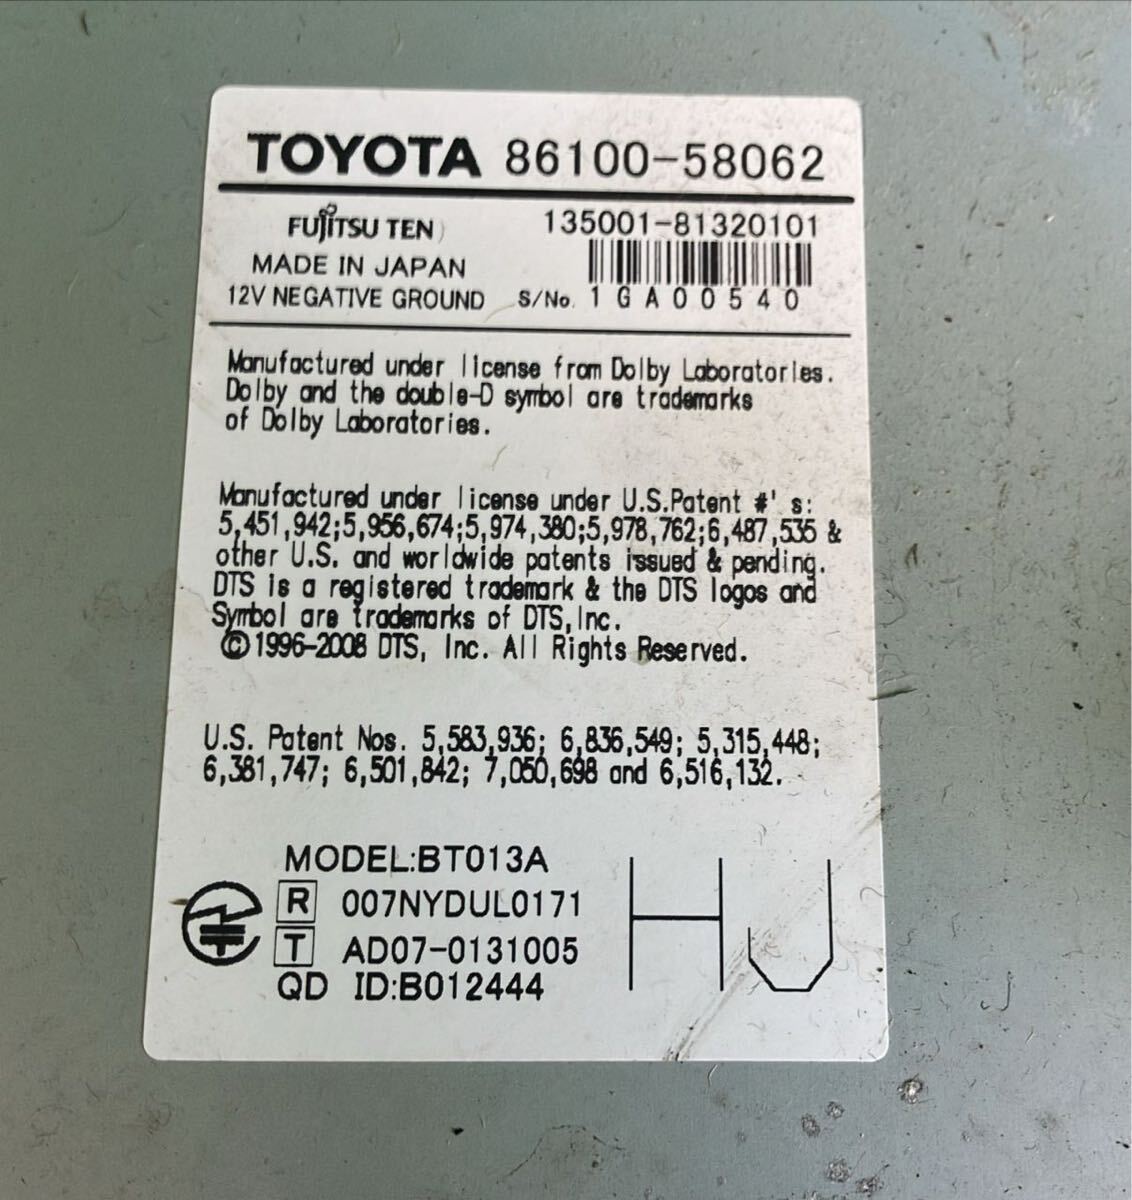 TOYOTA 86100-58062
FUJITSU TEN
135001-81320101
MADE IN JAPAN
12V NEGATIVE GROUND
S/No. 1GA00540
Manufactured under license from Dolby Laboratories.
Dolby and the double-D symbol are trademarks
of Dolby Laboratories.
Manufactured under license under U.S.Patent #' s:
5,451,942;5,956,674;5,974,380;5,978,762;6,487,535 &
other U.S. and worldwide patents issued & pending.
DTS is a registered trademark & the DTS logos and
Symbol are trademarks of DTS,Inc.
©1996-2008 DTS, Inc. All Rights Reserved.
U.S. Patent Nos. 5,583,936; 6,836,549; 5,315,448;
6,381,747; 6,501,842; 7,050,698 and 6,516,132.
MODEL:BT013A
R 007NYDUL0171
T AD07-0131005
QD ID:B012444
HU